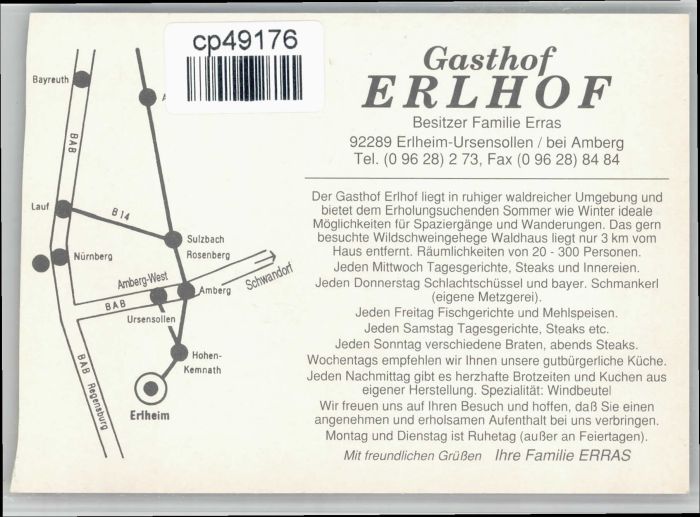 cp49176
Gasthof
ERLHOF
Besitzer Familie Erras
92289 Erlheim-Ursensollen / bei Amberg
Tel. (0 96 28) 2 73, Fax (0 96 28) 84 84
Der Gasthof Erlhof liegt in ruhiger waldreicher Umgebung und
bietet dem Erholungsuchenden Sommer wie Winter ideale
Möglichkeiten für Spaziergänge und Wanderungen. Das gern
besuchte Wildschweingehege Waldhaus liegt nur 3 km vom
Haus entfernt. Räumlichkeiten von 20 - 300 Personen.
Jeden Mittwoch Tagesgerichte, Steaks und Innereien.
Jeden Donnerstag Schlachtschüssel und bayer. Schmankerl
(eigene Metzgerei).
Jeden Freitag Fischgerichte und Mehlspeisen.
Jeden Samstag Tagesgerichte, Steaks etc.
Jeden Sonntag verschiedene Braten, abends Steaks.
Wochentags empfehlen wir Ihnen unsere gutbürgerliche Küche.
Jeden Nachmittag gibt es herzhafte Brotzeiten und Kuchen aus
eigener Herstellung. Spezialität: Windbeutel
Wir freuen uns auf Ihren Besuch und hoffen, daß Sie einen
angenehmen und erholsamen Aufenthalt bei uns verbringen.
Montag und Dienstag ist Ruhetag (außer an Feiertagen).
Mit freundlichen Grüßen Ihre Familie ERRAS
Bayreuth
BAB
Lauf
B 14
Sulzbach
Rosenberg
Nürnberg
Amberg-West
Schwandorf
Amberg
BAB
Ursensollen
Hohen-
Kemnath
BAB Regensburg
Erlheim